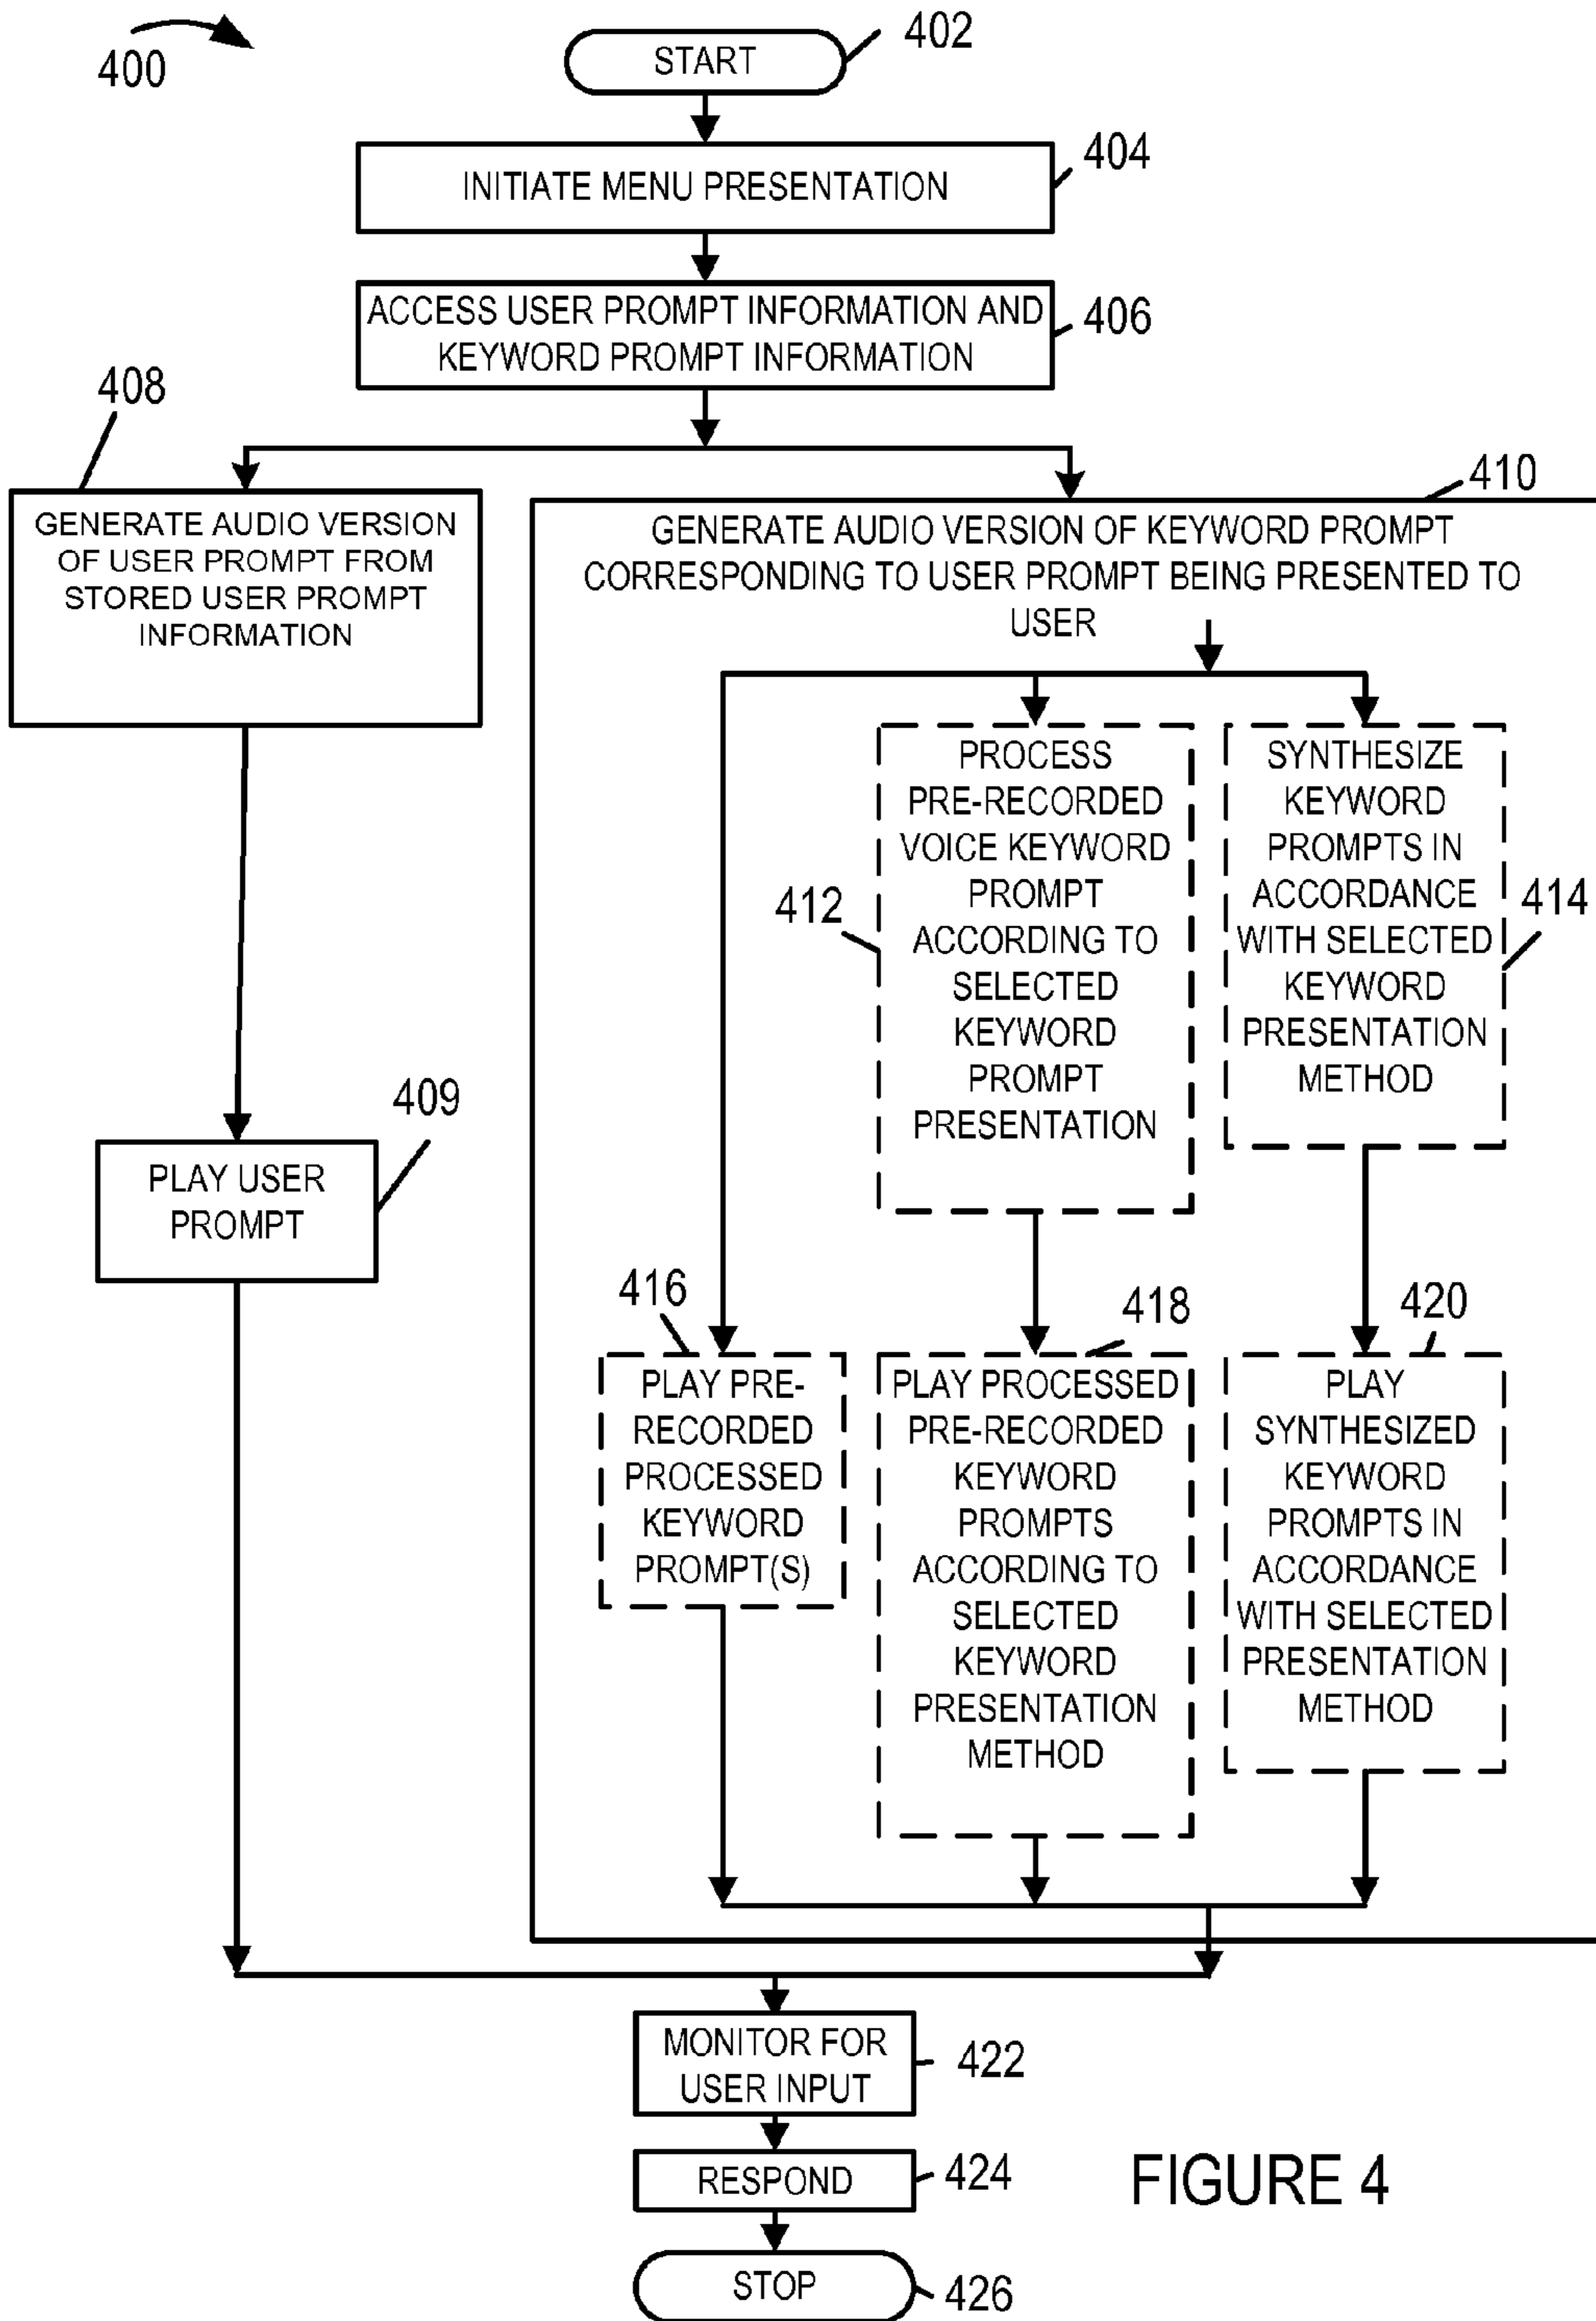 400
START
402
INITIATE MENU PRESENTATION
404
ACCESS USER PROMPT INFORMATION AND
KEYWORD PROMPT INFORMATION
406
408
GENERATE AUDIO VERSION
OF USER PROMPT FROM
STORED USER PROMPT
INFORMATION
409
PLAY USER
PROMPT
410
GENERATE AUDIO VERSION OF KEYWORD PROMPT
CORRESPONDING TO USER PROMPT BEING PRESENTED TO
USER
412
PROCESS
PRE-RECORDED
VOICE KEYWORD
PROMPT
ACCORDING TO
SELECTED
KEYWORD
PROMPT
PRESENTATION
SYNTHESIZE
KEYWORD
PROMPTS IN
ACCORDANCE
WITH SELECTED
KEYWORD
PRESENTATION
METHOD
414
416
PLAY PRE-
RECORDED
PROCESSED
KEYWORD
PROMPT(S)
418
PLAY PROCESSED
PRE-RECORDED
KEYWORD
PROMPTS
ACCORDING TO
SELECTED
KEYWORD
PRESENTATION
METHOD
420
PLAY
SYNTHESIZED
KEYWORD
PROMPTS IN
ACCORDANCE
WITH SELECTED
PRESENTATION
METHOD
MONITOR FOR
USER INPUT
422
RESPOND
424
STOP
426
FIGURE 4